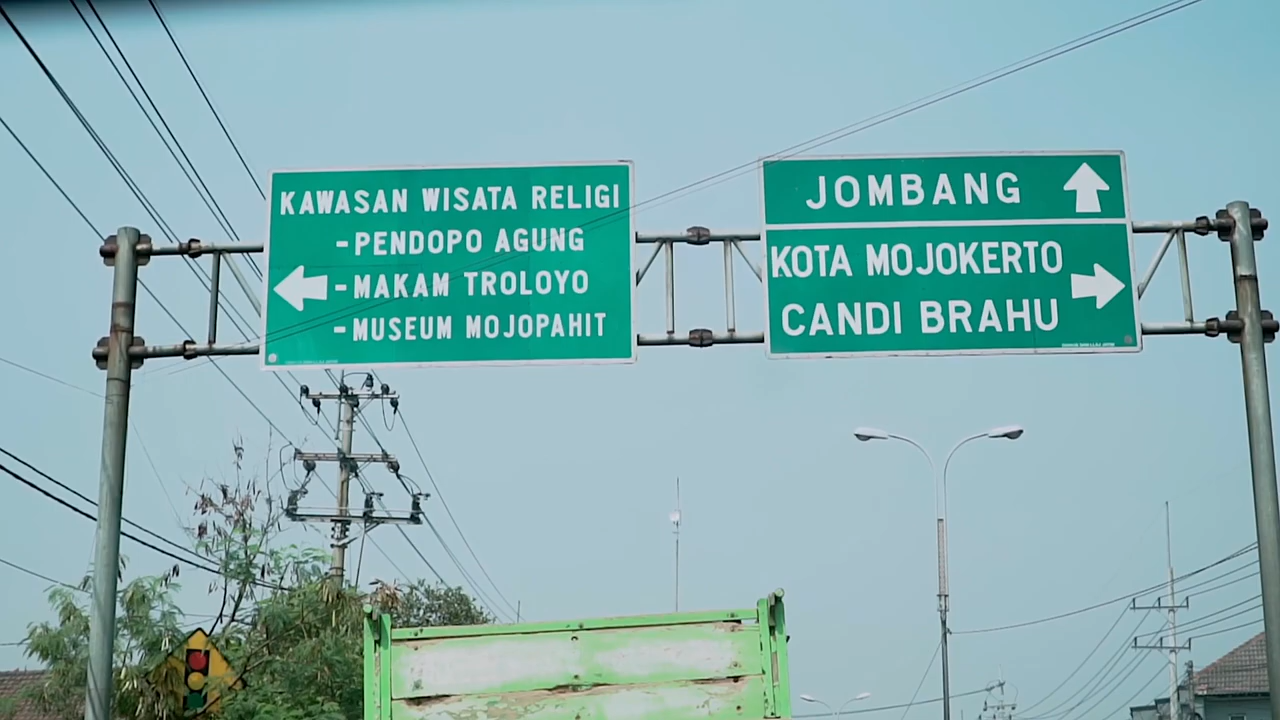 KAWASAN WISATA RELIGI
-PENDOPO AGUNG
-MAKAM TROLOYO
-MUSEUM MOJOPAHIT
JOMBANG
KOTA MOJOKERTO
CANDI BRAHU